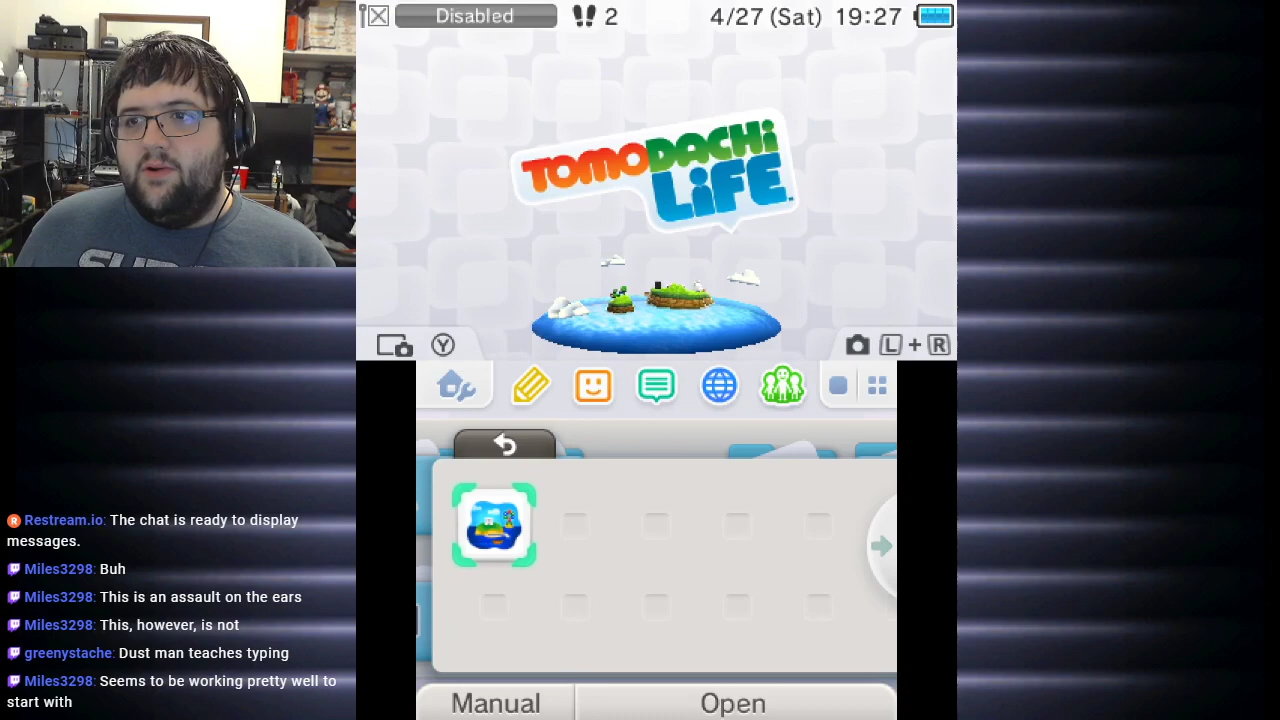 Disabled
2
4/27 (Sat) 19:27
TOMODACHI
LIFE
Y
L + R
Manual
Open
Restream.io: The chat is ready to display
messages.
Miles3298: Buh
Miles3298: This is an assault on the ears
Miles3298: This, however, is not
greenystache: Dust man teaches typing
Miles3298: Seems to be working pretty well to
start with